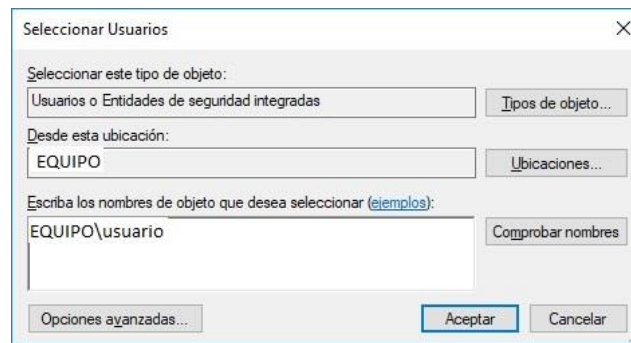 Seleccionar Usuarios
Seleccionar este tipo de objeto:
Usuarios o Entidades de seguridad integradas
Tipos de objeto...
Desde esta ubicación:
EQUIPO
Ubicaciones...
Escriba los nombres de objeto que desea seleccionar (ejemplos):
EQUIPO\usuario
Comprobar nombres
Opciones avanzadas...
Aceptar
Cancelar